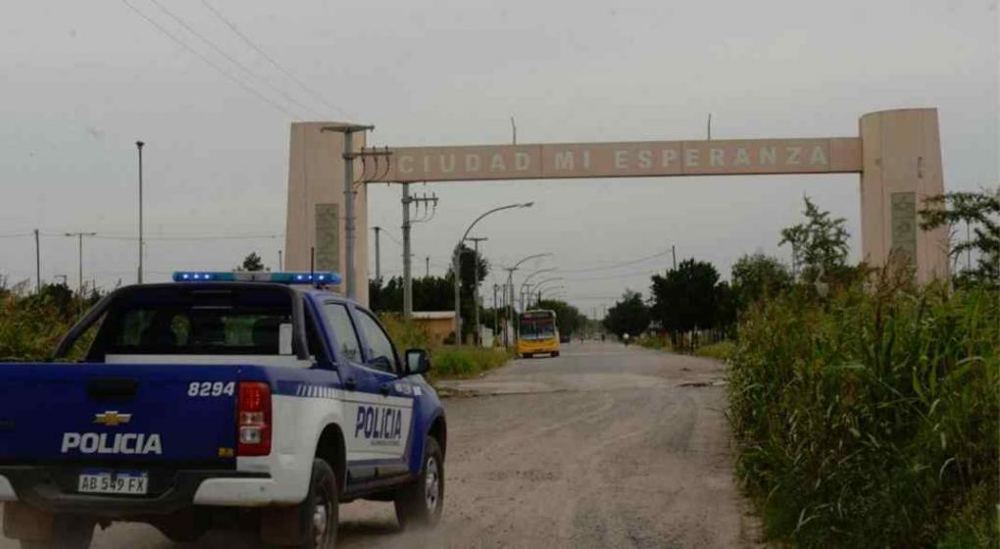 CIUDAD MI ESPERANZA
8294
POLICIA
POLICIA
AB 549 FX